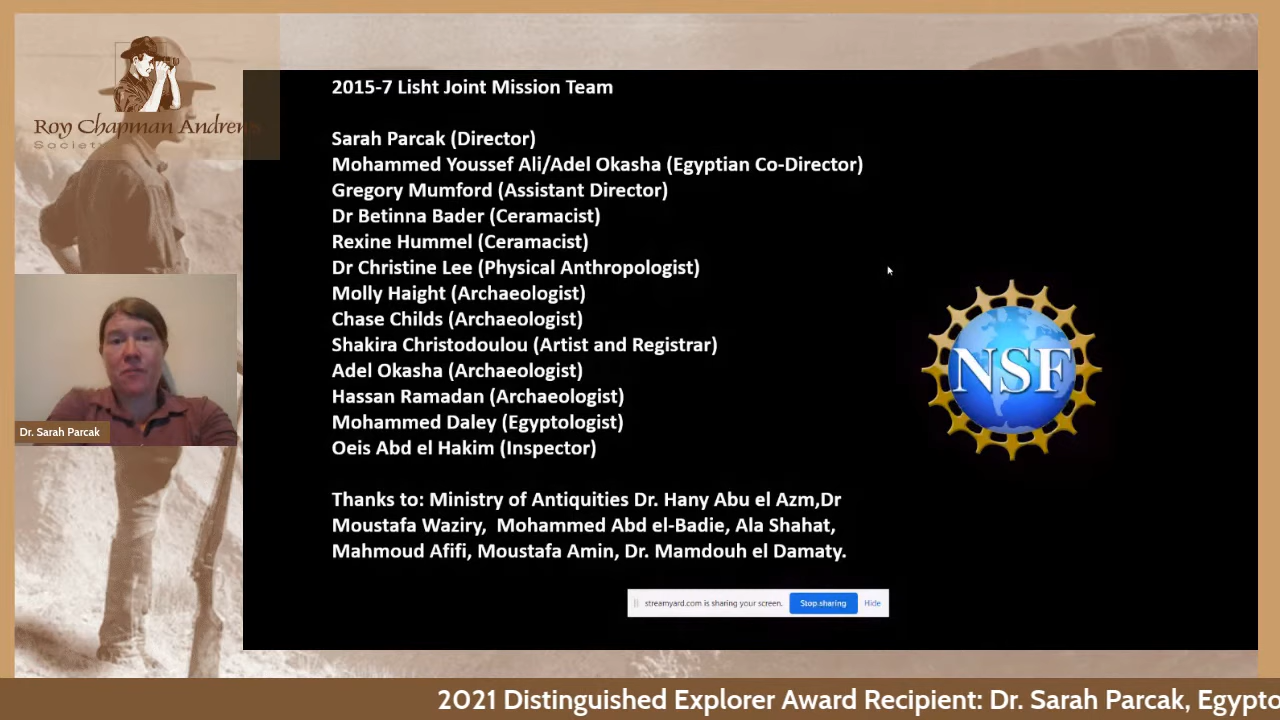 Roy Chapman Andrews
Society
2015-7 Lisht Joint Mission Team
Sarah Parcak (Director)
Mohammed Youssef Ali/Adel Okasha (Egyptian Co-Director)
Gregory Mumford (Assistant Director)
Dr Betinna Bader (Ceramacist)
Rexine Hummel (Ceramacist)
Dr Christine Lee (Physical Anthropologist)
Molly Haight (Archaeologist)
Chase Childs (Archaeologist)
Shakira Christodoulou (Artist and Registrar)
Adel Okasha (Archaeologist)
Hassan Ramadan (Archaeologist)
Mohammed Daley (Egyptologist)
Oeis Abd el Hakim (Inspector)
Thanks to: Ministry of Antiquities Dr. Hany Abu el Azm,Dr
Moustafa Waziry, Mohammed Abd el-Badie, Ala Shahat,
Mahmoud Afifi, Moustafa Amin, Dr. Mamdouh el Damaty.
NSF
streamyard.com is sharing your screen. Stop sharing Hide
Dr. Sarah Parcak
2021 Distinguished Explorer Award Recipient: Dr. Sarah Parcak, Egypto